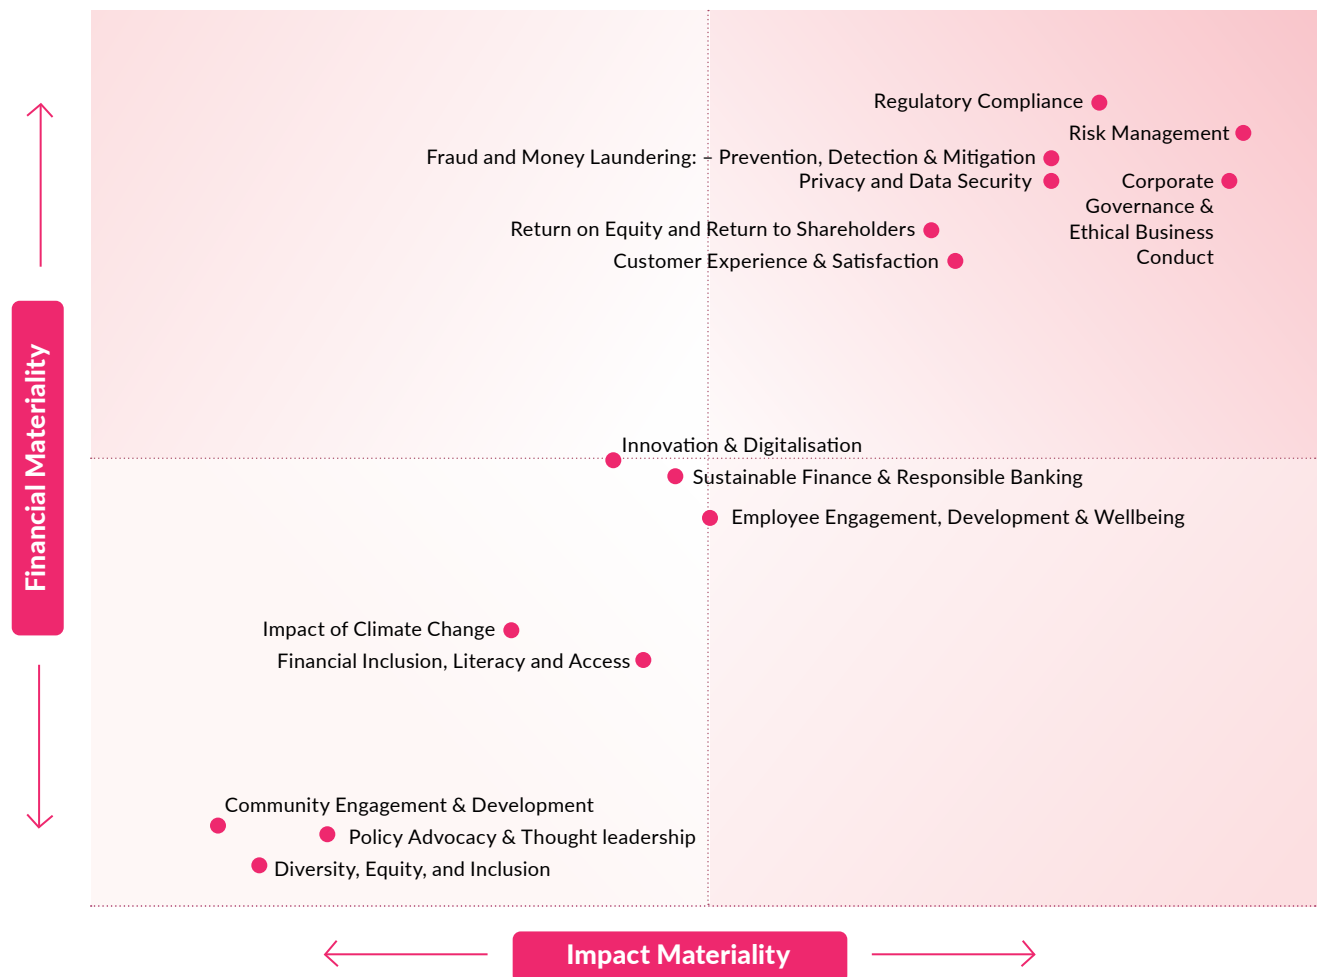 Regulatory Compliance
Risk Management
Fraud and Money Laundering: – Prevention, Detection & Mitigation
Privacy and Data Security
Corporate
Governance &
Ethical Business
Conduct
Return on Equity and Return to Shareholders
Customer Experience & Satisfaction
Financial Materiality
Innovation & Digitalisation
Sustainable Finance & Responsible Banking
Employee Engagement, Development & Wellbeing
Impact of Climate Change
Financial Inclusion, Literacy and Access
Community Engagement & Development
Policy Advocacy & Thought leadership
Diversity, Equity, and Inclusion
Impact Materiality